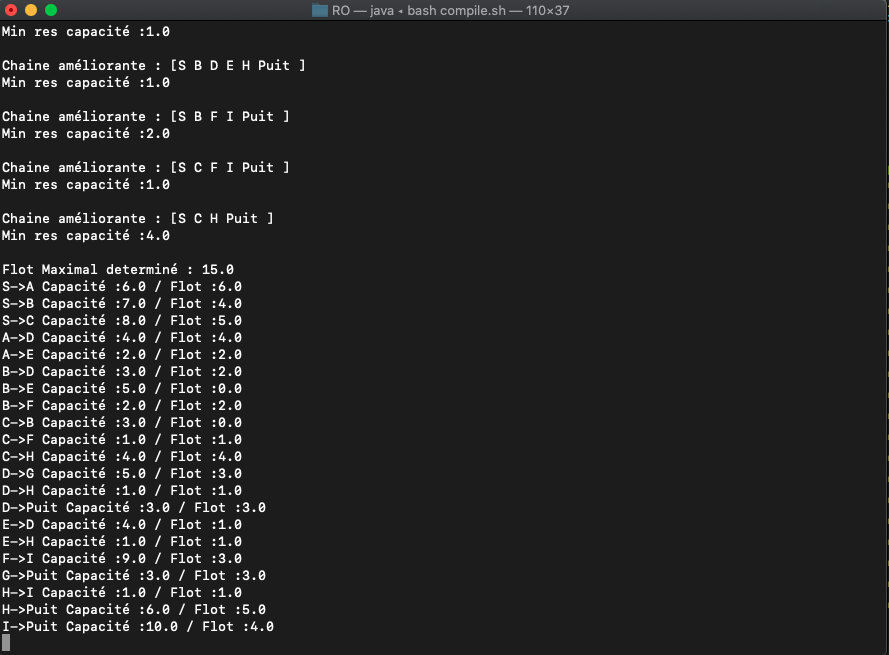 RO — java ◂ bash compile.sh — 110×37
Min res capacité :1.0
Chaine améliorante : [S B D E H Puit ]
Min res capacité :1.0
Chaine améliorante : [S B F I Puit ]
Min res capacité :2.0
Chaine améliorante : [S C F I Puit ]
Min res capacité :1.0
Chaine améliorante : [S C H Puit ]
Min res capacité :4.0
Flot Maximal determiné : 15.0
S->A Capacité :6.0 / Flot :6.0
S->B Capacité :7.0 / Flot :4.0
S->C Capacité :8.0 / Flot :5.0
A->D Capacité :4.0 / Flot :4.0
A->E Capacité :2.0 / Flot :2.0
B->D Capacité :3.0 / Flot :2.0
B->E Capacité :5.0 / Flot :0.0
B->F Capacité :2.0 / Flot :2.0
C->B Capacité :3.0 / Flot :0.0
C->F Capacité :1.0 / Flot :1.0
C->H Capacité :4.0 / Flot :4.0
D->G Capacité :5.0 / Flot :3.0
D->H Capacité :1.0 / Flot :1.0
D->Puit Capacité :3.0 / Flot :3.0
E->D Capacité :4.0 / Flot :1.0
E->H Capacité :1.0 / Flot :1.0
F->I Capacité :9.0 / Flot :3.0
G->Puit Capacité :3.0 / Flot :3.0
H->I Capacité :1.0 / Flot :1.0
H->Puit Capacité :6.0 / Flot :5.0
I->Puit Capacité :10.0 / Flot :4.0